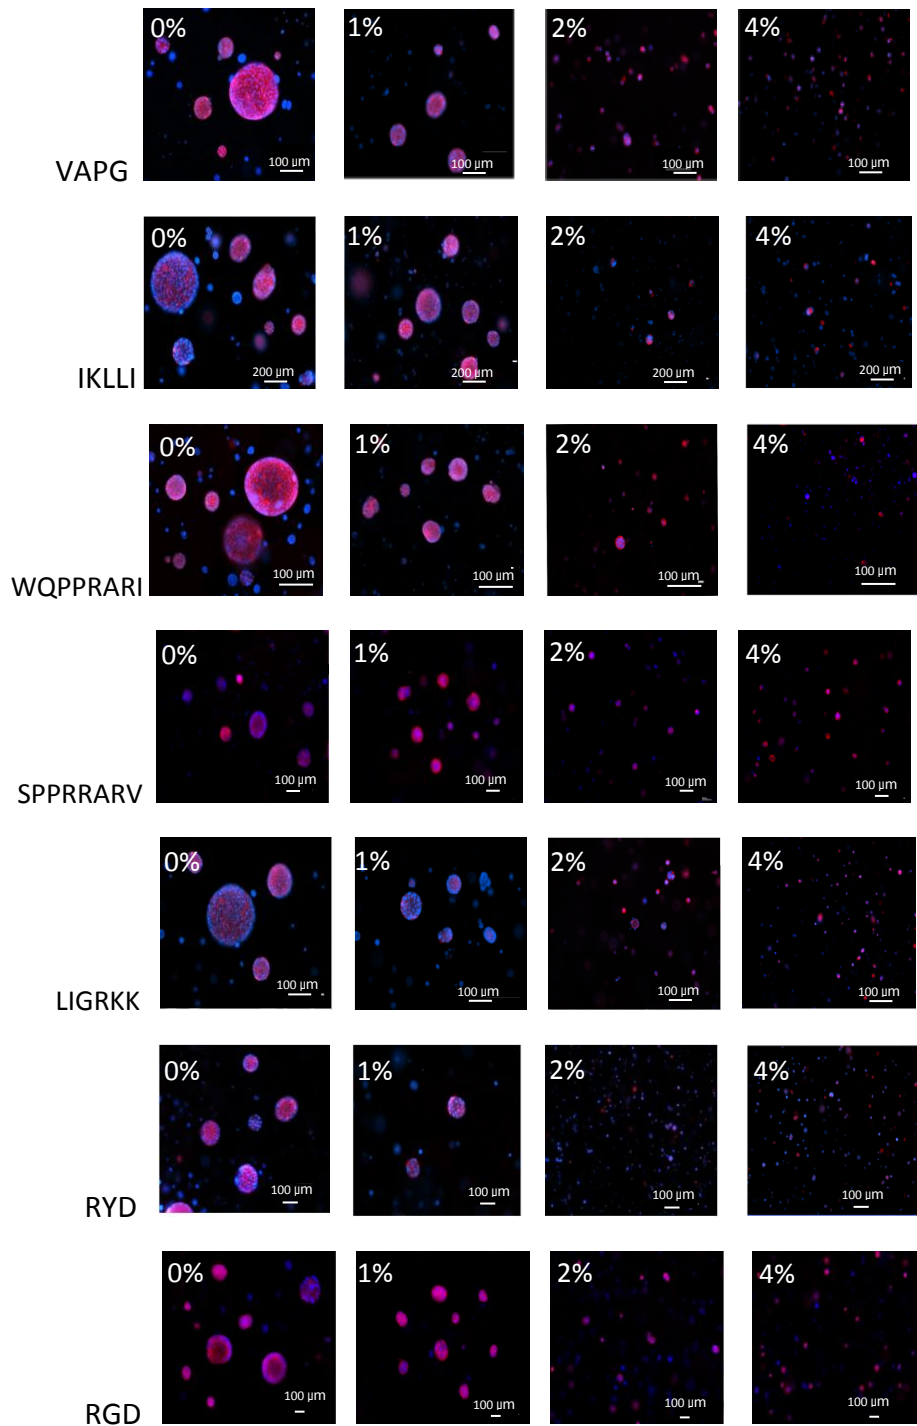 0% 1% 2% 4%
100 µm 100 µm 100 µm 100 µm
VAPG
0% 1% 2% 4%
200 µm 200 µm 200 µm 200 µm
IKLLI
0% 1% 2% 4%
100 µm 100 µm 100 µm 100 µm
WQPPRARI
0% 1% 2% 4%
100 µm 100 µm 100 µm 100 µm
SPPRRARV
0% 1% 2% 4%
100 µm 100 µm 100 µm 100 µm
LIGRKK
0% 1% 2% 4%
100 µm 100 µm 100 µm 100 µm
RYD
0% 1% 2% 4%
100 µm 100 µm 100 µm 100 µm
RGD